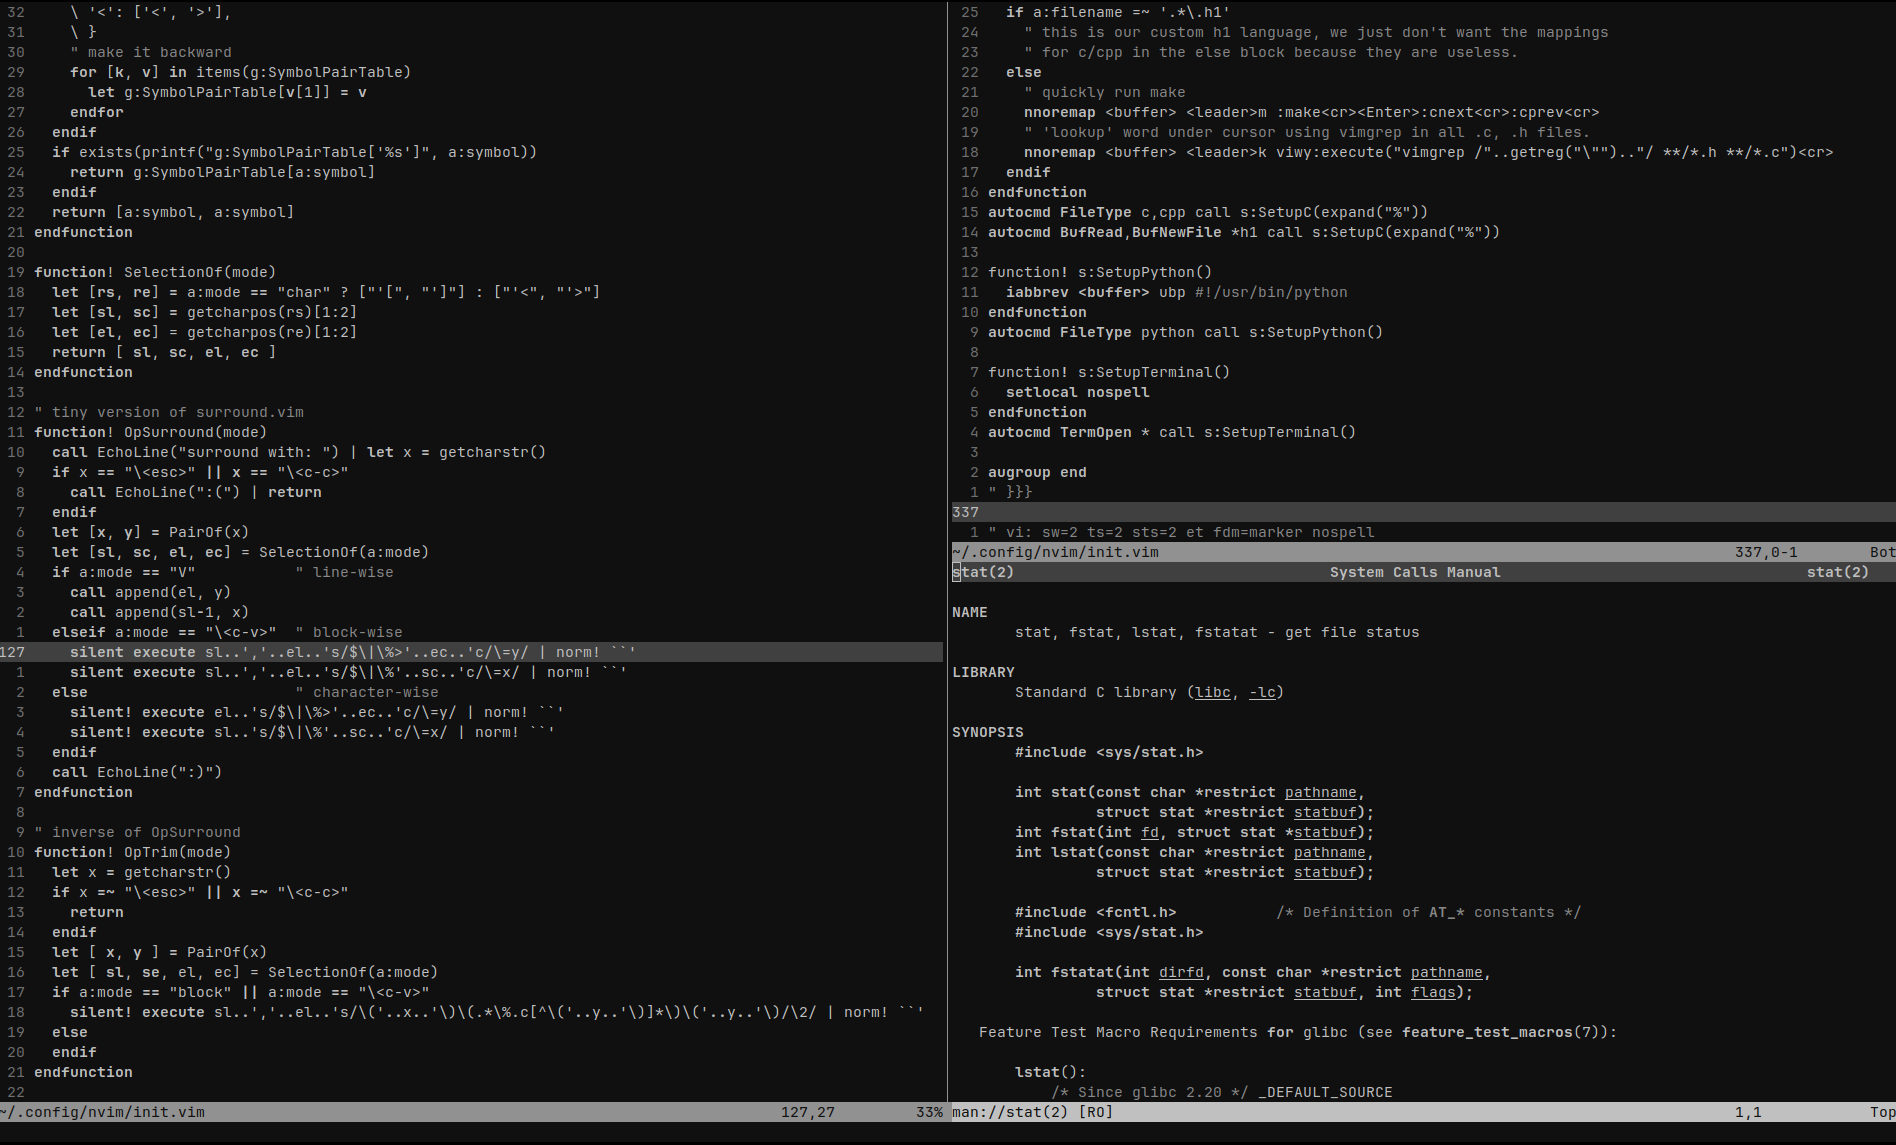 32     \ '<': ['<', '>'],
31     \ }
30     " make it backward
29     for [k, v] in items(g:SymbolPairTable)
28       let g:SymbolPairTable[v[1]] = v
27     endfor
26   endif
25   if exists(printf("g:SymbolPairTable['%s']", a:symbol))
24     return g:SymbolPairTable[a:symbol]
23   endif
22   return [a:symbol, a:symbol]
21 endfunction
20
19 function! SelectionOf(mode)
18   let [rs, re] = a:mode == "char" ? ["'[", "']"] : ["'<", "'>"]
17   let [sl, sc] = getcharpos(rs)[1:2]
16   let [el, ec] = getcharpos(re)[1:2]
15   return [ sl, sc, el, ec ]
14 endfunction
13
12 " tiny version of surround.vim
11 function! OpSurround(mode)
10   call EchoLine("surround with: ") | let x = getcharstr()
9   if x == "\<esc>" || x == "\<c-c>"
8     call EchoLine(":(") | return
7   endif
6   let [x, y] = PairOf(x)
5   let [sl, sc, el, ec] = SelectionOf(a:mode)
4   if a:mode == "V"           " line-wise
3     call append(el, y)
2     call append(sl-1, x)
1   elseif a:mode == "\<c-v>"  " block-wise
127     silent execute sl..','..el..'s/$\|\%>'..ec..'c/\=y/ | norm! ``'
1     silent execute sl..','..el..'s/$\|\%'..sc..'c/\=x/ | norm! ``'
2   else                       " character-wise
3     silent! execute el..'s/$\|\%>'..ec..'c/\=y/ | norm! ``'
4     silent! execute sl..'s/$\|\%'..sc..'c/\=x/ | norm! ``'
5   endif
6   call EchoLine(":)")
7 endfunction
8
9 " inverse of OpSurround
10 function! OpTrim(mode)
11   let x = getcharstr()
12   if x =~ "\<esc>" || x =~ "\<c-c>"
13     return
14   endif
15   let [ x, y ] = PairOf(x)
16   let [ sl, se, el, ec] = SelectionOf(a:mode)
17   if a:mode == "block" || a:mode == "\<c-v>"
18     silent! execute sl..','..el..'s/\('..x..'\)\(.*\%.c[^\('..y..'\)]*\)\('..y..'\)/\2/ | norm! ``'
19   else
20   endif
21 endfunction
22
~/.config/nvim/init.vim 127,27 33%
25   if a:filename =~ '.*\.h1'
24     " this is our custom h1 language, we just don't want the mappings
23     " for c/cpp in the else block because they are useless.
22   else
21     " quickly run make
20     nnoremap <buffer> <leader>m :make<cr><Enter>:cnext<cr>:cprev<cr>
19     " 'lookup' word under cursor using vimgrep in all .c, .h files.
18     nnoremap <buffer> <leader>k viwy:execute("vimgrep /"..getreg("\"").."/ **/*.h **/*.c")<cr>
17   endif
16 endfunction
15 autocmd FileType c,cpp call s:SetupC(expand("%"))
14 autocmd BufRead,BufNewFile *h1 call s:SetupC(expand("%"))
13
12 function! s:SetupPython()
11   iabbrev <buffer> ubp #!/usr/bin/python
10 endfunction
9 autocmd FileType python call s:SetupPython()
8
7 function! s:SetupTerminal()
6   setlocal nospell
5 endfunction
4 autocmd TermOpen * call s:SetupTerminal()
3
2 augroup end
1 " }}}
337
1 " vi: sw=2 ts=2 sts=2 et fdm=marker nospell
~/.config/nvim/init.vim 337,0-1 Bot
stat(2) System Calls Manual stat(2)
NAME
stat, fstat, lstat, fstatat - get file status
LIBRARY
Standard C library (libc, -lc)
SYNOPSIS
#include <sys/stat.h>
int stat(const char *restrict pathname,
struct stat *restrict statbuf);
int fstat(int fd, struct stat *statbuf);
int lstat(const char *restrict pathname,
struct stat *restrict statbuf);
#include <fcntl.h>           /* Definition of AT_* constants */
#include <sys/stat.h>
int fstatat(int dirfd, const char *restrict pathname,
struct stat *restrict statbuf, int flags);
Feature Test Macro Requirements for glibc (see feature_test_macros(7)):
lstat():
/* Since glibc 2.20 */ _DEFAULT_SOURCE
man://stat(2) [RO] 1,1 Top